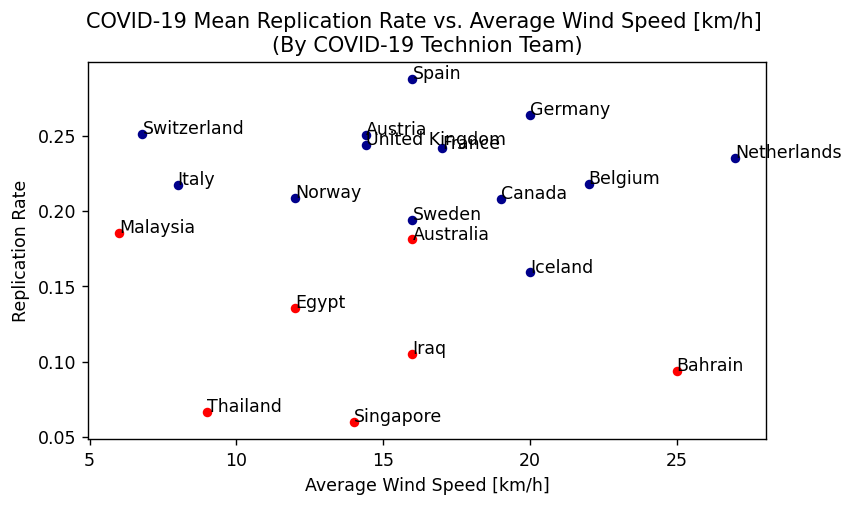 COVID-19 Mean Replication Rate vs. Average Wind Speed [km/h]
(By COVID-19 Technion Team)
Spain
Germany
Switzerland
Austria
United Kingdom
France
Netherlands
Italy
Belgium
Norway
Canada
Sweden
Malaysia
Australia
Iceland
Egypt
Iraq
Bahrain
Thailand
Singapore
Replication Rate
0.25
0.20
0.15
0.10
0.05
5
10
15
20
25
Average Wind Speed [km/h]